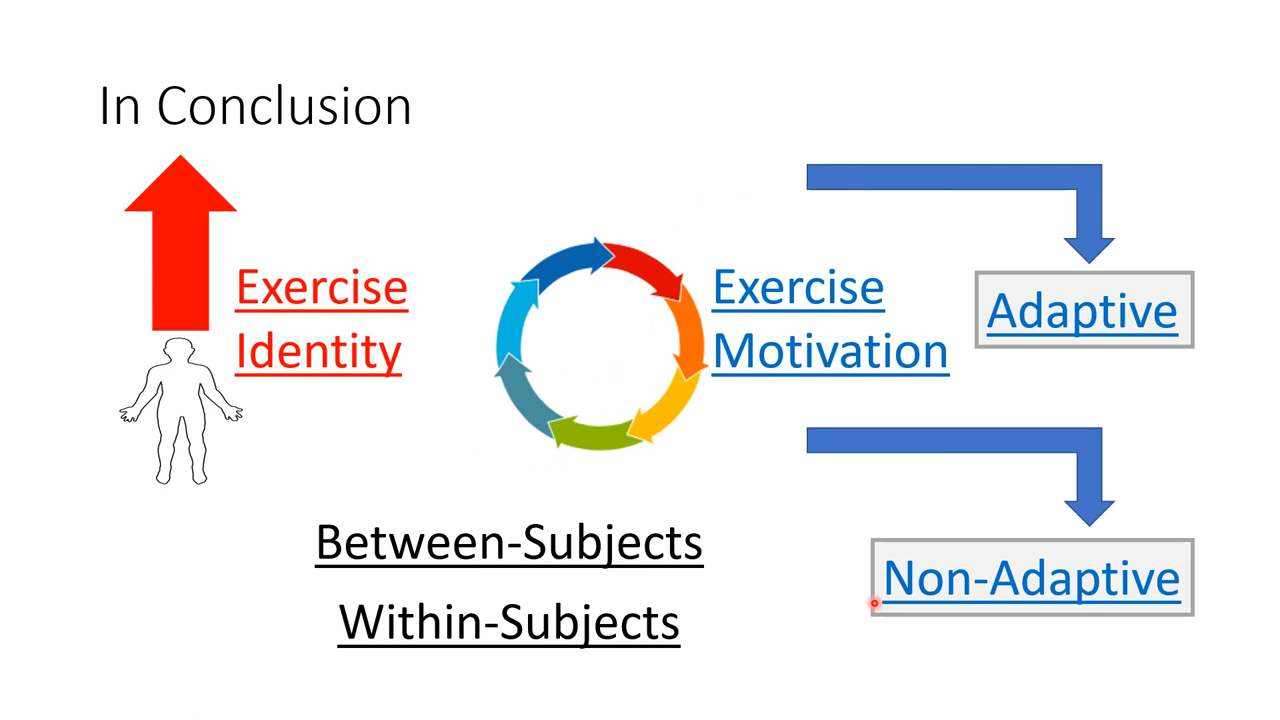 In Conclusion
Exercise
Identity
Exercise
Motivation
Adaptive
Between-Subjects
Within-Subjects
Non-Adaptive